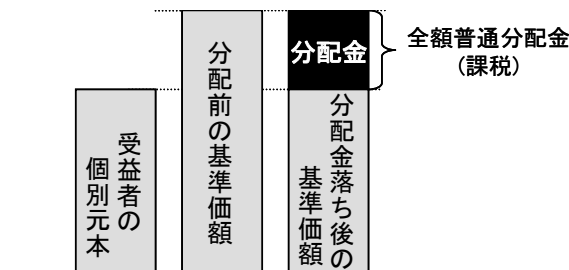 受益者の
個別元本
分配前の基準価額
分配金
分配金落ち後の
基準価額
全額普通分配金
(課税)